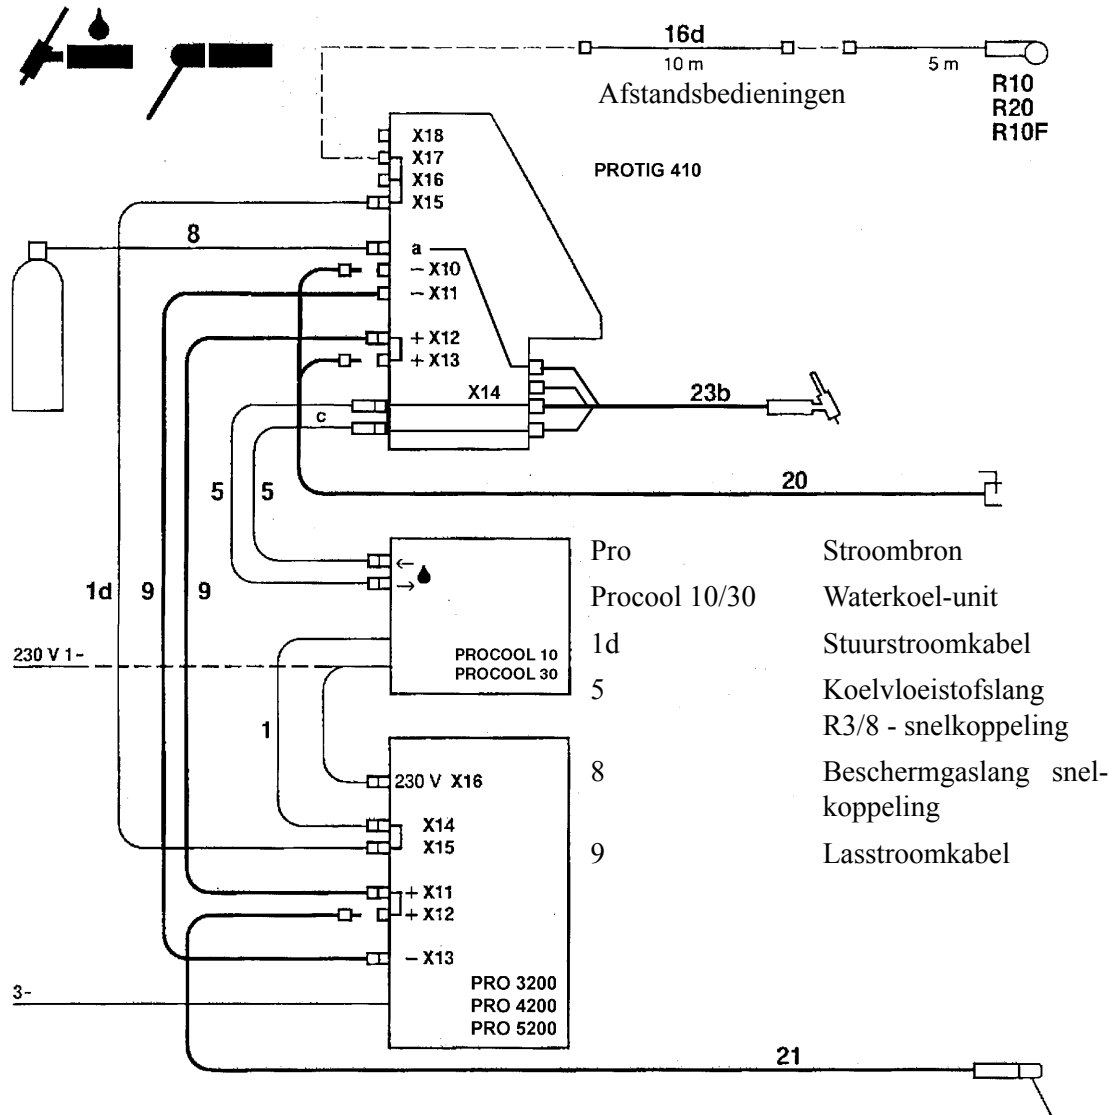 16d
10 m
5 m
Afstandsbedieningen
R10
R20
R10F
PROTIG 410
X18
X17
X16
X15
8
a
− X10
− X11
+ X12
+ X13
X14
23b
c
20
5
5
1d
9
9
230 V 1~
PROCOOL 10
PROCOOL 30
Pro Stroombron
Procool 10/30 Waterkoel-unit
1d Stuurstroomkabel
5 Koelvloeistofslang
R3/8 - snelkoppeling
8 Beschermgaslang snel-
koppeling
9 Lasstroomkabel
1
230 V X16
X14
X15
+ X11
+ X12
− X13
3~
PRO 3200
PRO 4200
PRO 5200
21